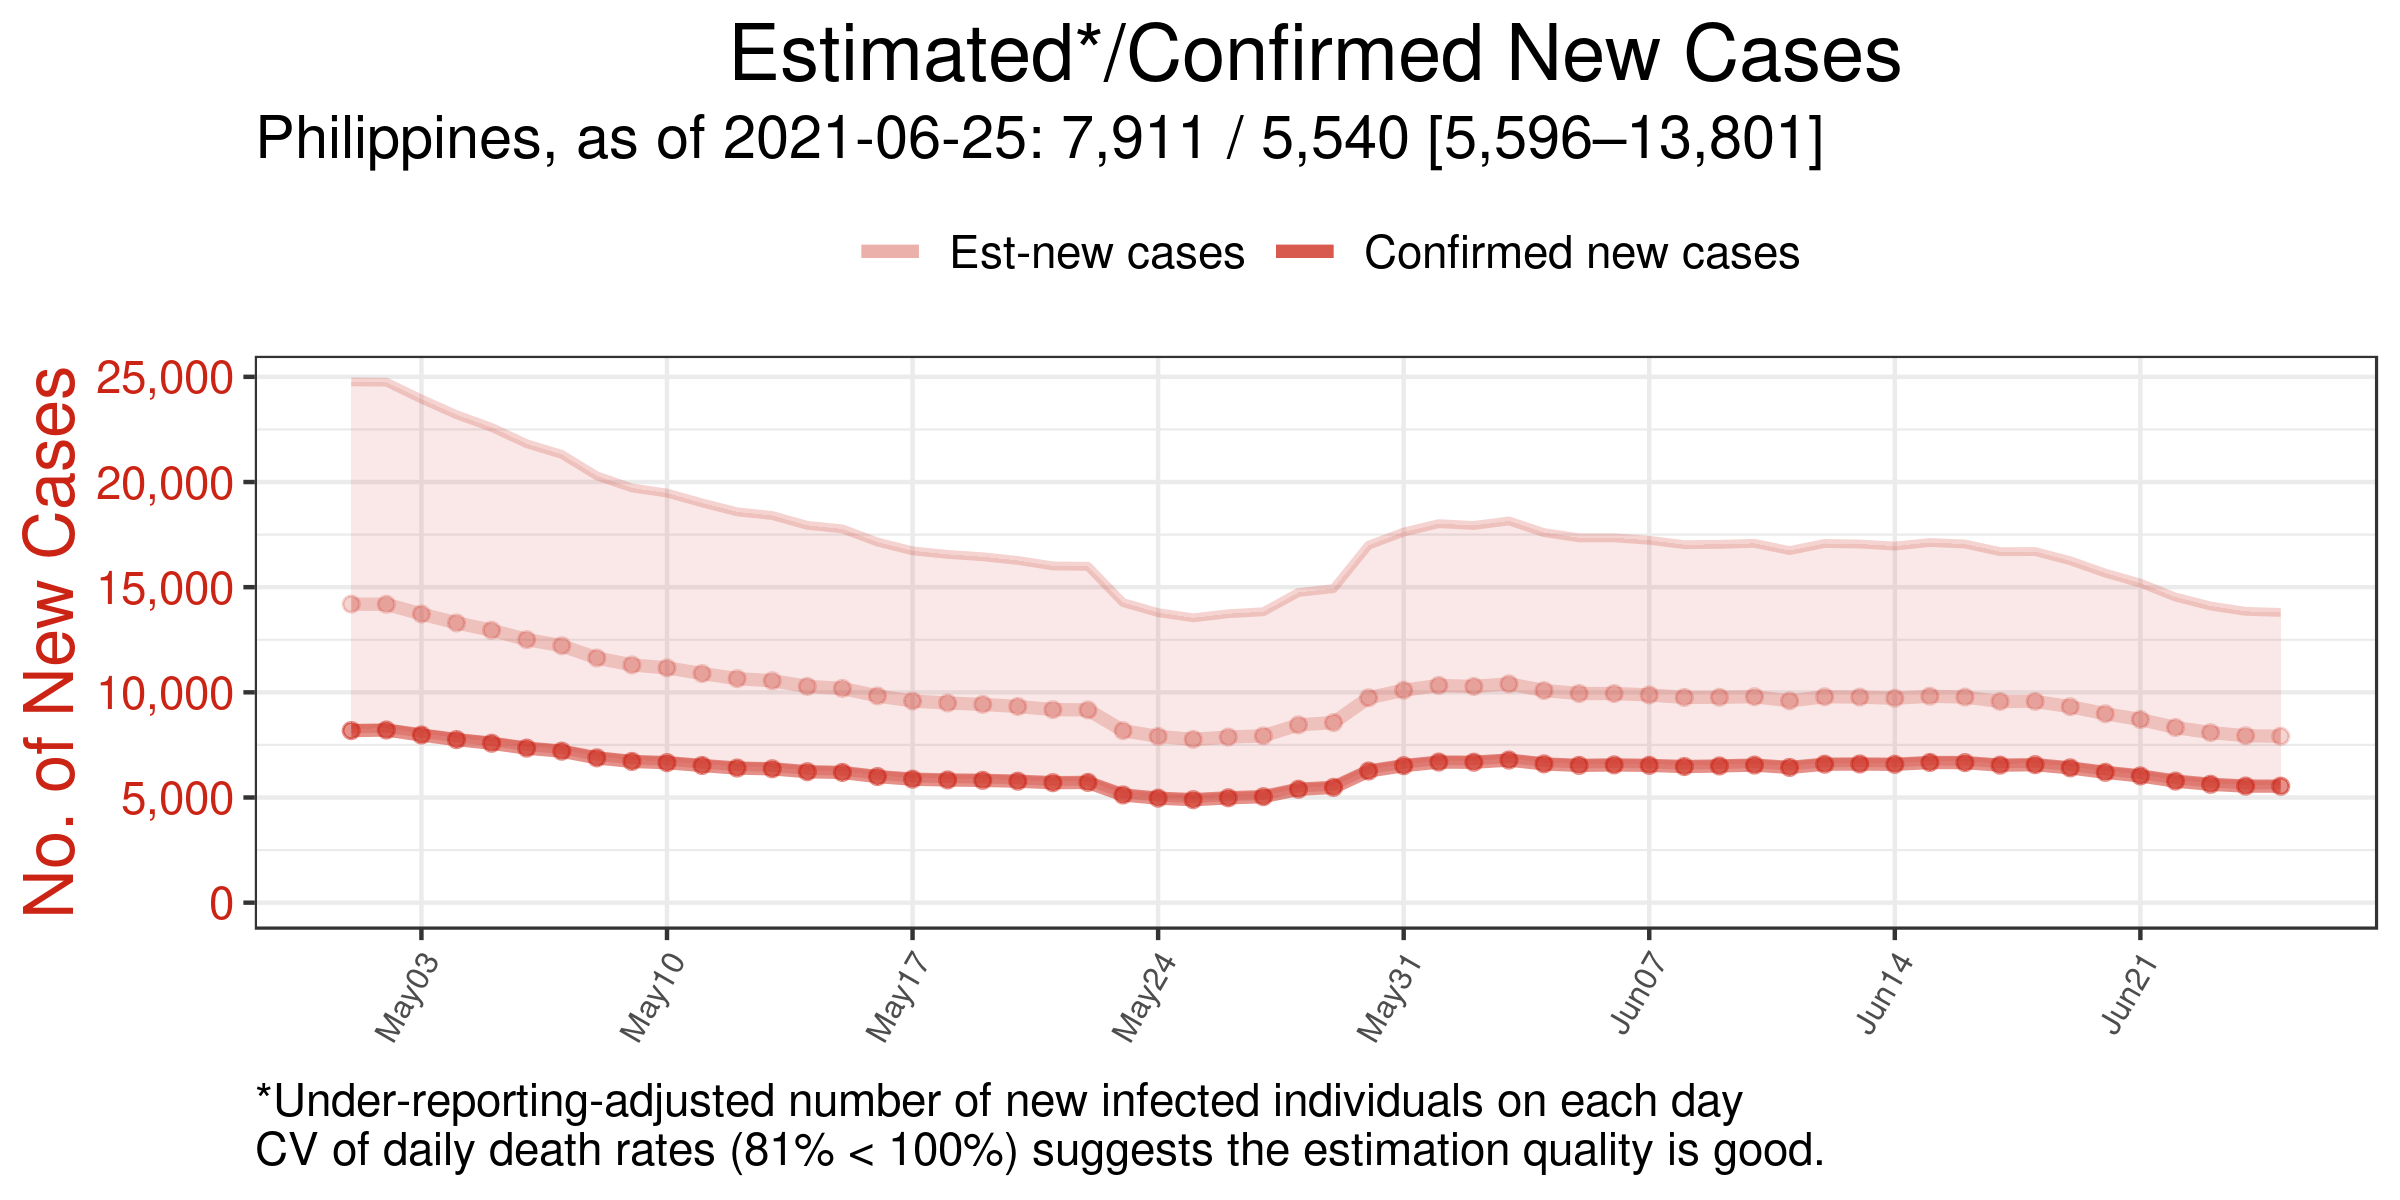 Estimated*/Confirmed New Cases
Philippines, as of 2021-06-25: 7,911 / 5,540 [5,596–13,801]
Est-new cases Confirmed new cases
No. of New Cases
25,000
20,000
15,000
10,000
5,000
0
May03 May10 May17 May24 May31 Jun07 Jun14 Jun21
*Under-reporting-adjusted number of new infected individuals on each day
CV of daily death rates (81% < 100%) suggests the estimation quality is good.